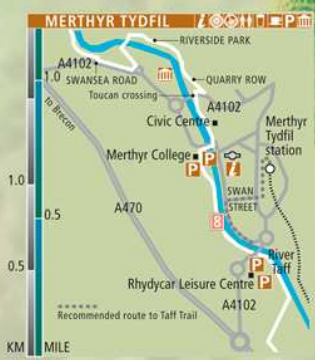 MERTHYR TYDFIL
RIVERSIDE PARK
A4102
SWANSEA ROAD
1.0
QUARRY ROW
Toucan crossing
A4102
to Brecon
Civic Centre
Merthyr
Tydfil
station
Merthyr College
P
P
i
1.0
SWAN
STREET
A470
0.5
8
River
Taff
0.5
P
P
Rhydycar Leisure Centre
A4102
Recommended route to Taff Trail
KM
MILE